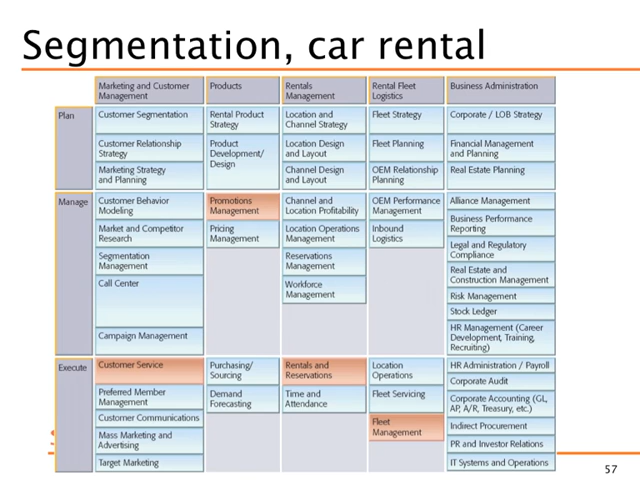 Segmentation, car rental
Marketing and Customer
Management
Products
Rentals
Management
Rental Fleet
Logistics
Business Administration
Plan
Customer Segmentation
Customer Relationship
Strategy
Marketing Strategy
and Planning
Rental Product
Strategy
Product
Development/
Design
Location and
Channel Strategy
Location Design
and Layout
Channel Design
and Layout
Fleet Strategy
Fleet Planning
OEM Relationship
Planning
Corporate / LOB Strategy
Financial Management
and Planning
Real Estate Planning
Manage
Customer Behavior
Modeling
Market and Competitor
Research
Segmentation
Management
Call Center
Campaign Management
Promotions
Management
Pricing
Management
Channel and
Location Profitability
Location Operations
Management
Reservations
Management
Workforce
Management
OEM Performance
Management
Inbound
Logistics
Alliance Management
Business Performance
Reporting
Legal and Regulatory
Compliance
Real Estate and
Construction Management
Risk Management
Stock Ledger
HR Management (Career
Development, Training,
Recruiting)
Execute
Customer Service
Preferred Member
Management
Customer Communications
Mass Marketing and
Advertising
Target Marketing
Purchasing/
Sourcing
Demand
Forecasting
Rentals and
Reservations
Time and
Attendance
Location
Operations
Fleet Servicing
Fleet
Management
HR Administration / Payroll
Corporate Audit
Corporate Accounting (GL,
AP, A/R, Treasury, etc.)
Indirect Procurement
PR and Investor Relations
IT Systems and Operations
57